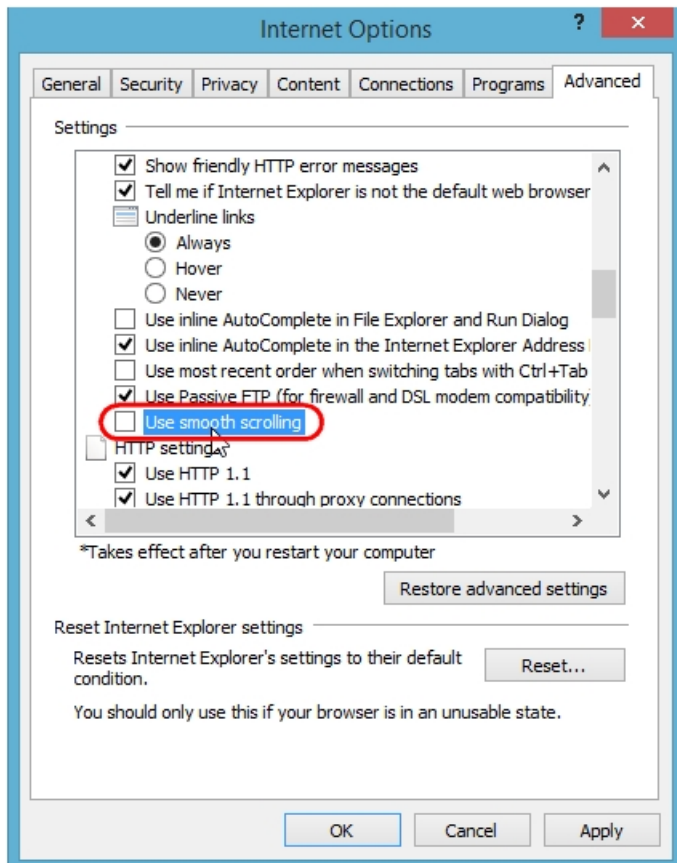 Internet Options
?
General Security Privacy Content Connections Programs Advanced
Settings
Show friendly HTTP error messages
Tell me if Internet Explorer is not the default web browser
Underline links
Always
Hover
Never
Use inline AutoComplete in File Explorer and Run Dialog
Use inline AutoComplete in the Internet Explorer Address
Use most recent order when switching tabs with Ctrl+Tab
Use Passive FTP (for firewall and DSL modem compatibility)
Use smooth scrolling
HTTP settings
Use HTTP 1.1
Use HTTP 1.1 through proxy connections
*Takes effect after you restart your computer
Restore advanced settings
Reset Internet Explorer settings
Resets Internet Explorer's settings to their default
condition.
Reset...
You should only use this if your browser is in an unusable state.
OK Cancel Apply